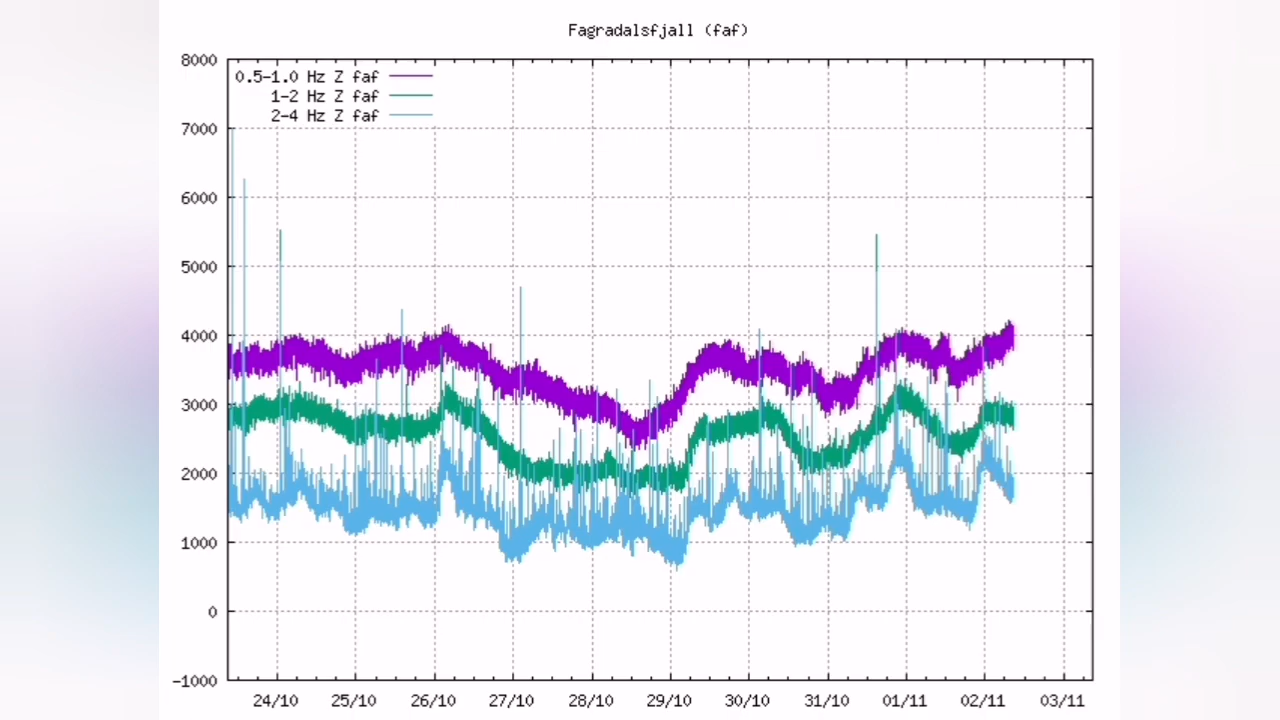 Fagradalsfjall (faf)
8000
0.5-1.0 Hz Z faf
1-2 Hz Z faf
2-4 Hz Z faf
7000
6000
5000
4000
3000
2000
1000
0
-1000
24/10 25/10 26/10 27/10 28/10 29/10 30/10 31/10 01/11 02/11 03/11